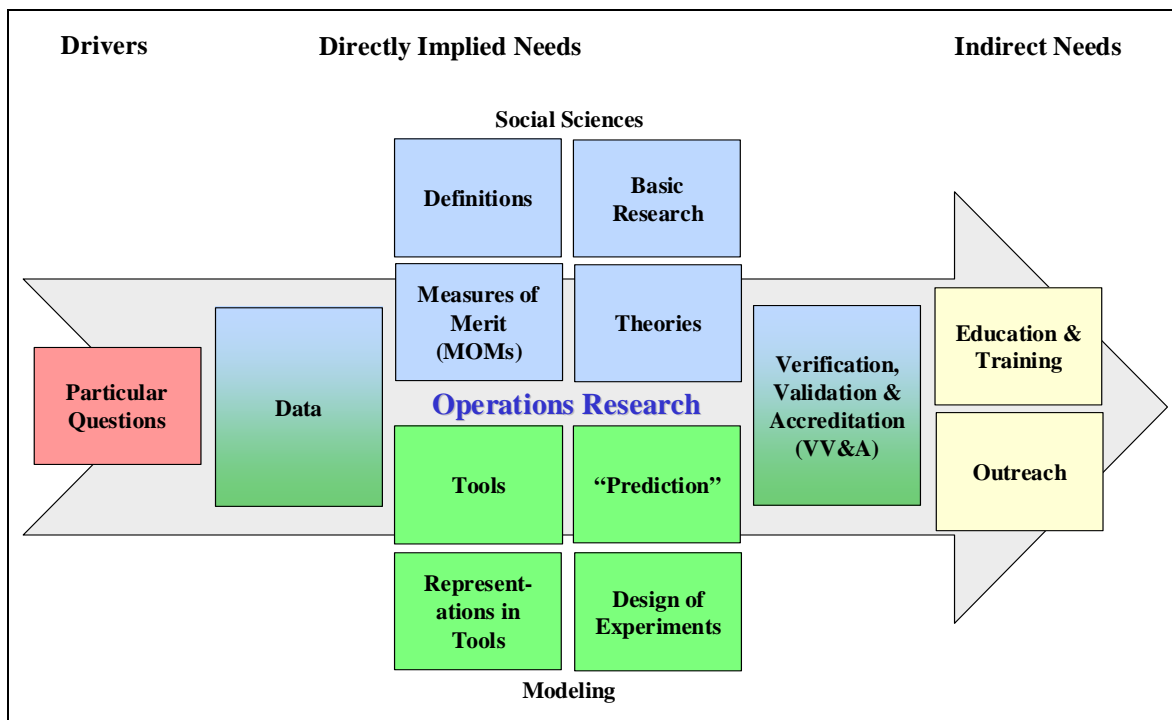 Drivers
Directly Implied Needs
Indirect Needs
Social Sciences
Definitions
Basic
Research
Measures of
Merit
(MOMs)
Theories
Particular
Questions
Data
Operations Research
Verification,
Validation &
Accreditation
(VV&A)
Education &
Training
Outreach
Tools
“Prediction”
Represent-
ations in
Tools
Design of
Experiments
Modeling